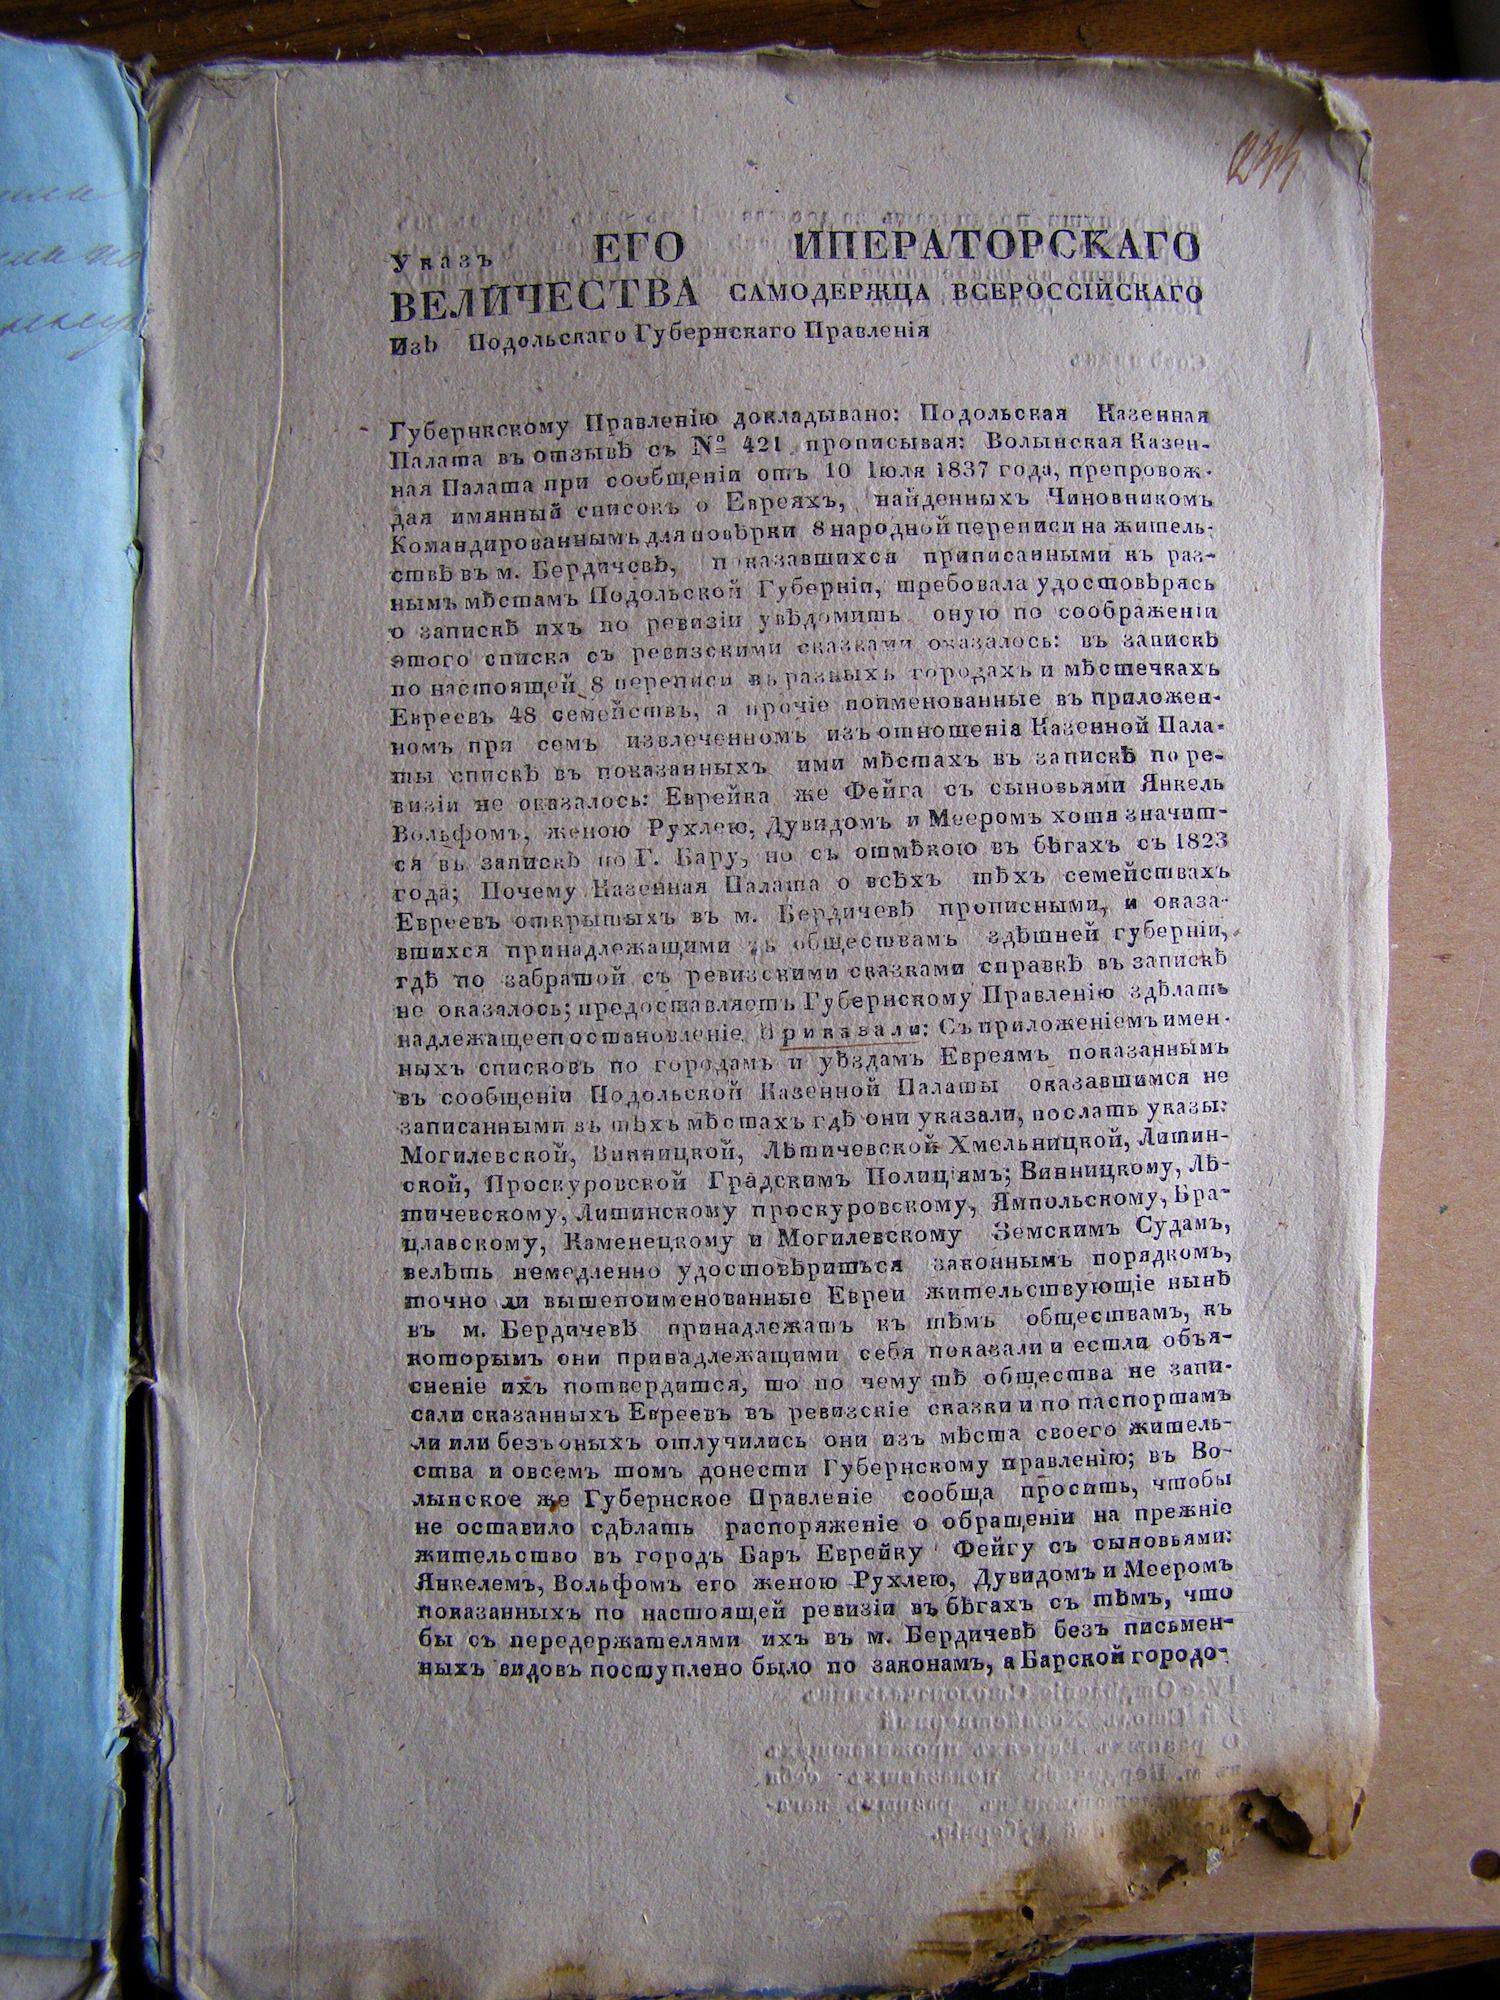 Указъ ЕГО ИПЕРАТОРСКАГО
ВЕЛИЧЕСТВА САМОДЕРЖЦА ВСЕРОССІЙСКАГО
Изъ Подольскаго Губернскаго Правленія
Губернкскому Правленію докладывано: Подольская Казенная
Палата въ отзывѣ съ № 421 прописывая: Волынская Казен-
ная Палата при сообщеніи отъ 10 Іюля 1837 года, препровож-
дая имянный списокъ о Евреяхъ, найденныхъ Чиновникомъ
Командированнымъ для повѣрки 8 народной переписи на житель-
ствѣ въ м. Бердичевѣ, показавшихся приписанными къ раз-
нымъ мѣстамъ Подольской Губерніи, требовала удостовѣрясь
о запискѣ ихъ по ревизіи увѣдомить оную по соображеніи
этого списка съ ревизскими сказками оказалось: въ запискѣ
по настоящей 8 переписи въ разныхъ городахъ и мѣстечкахъ
Евреевъ 48 семействъ, а прочіе поименованные въ приложен-
номъ при семъ извлеченномъ изъ отношенія Казенной Пала-
ты спискѣ въ показанныхъ ими мѣстахъ въ запискѣ по ре-
визіи не оказалось: Еврейка же Фейга съ сыновьями Янкель
Вольфомъ, женою Рухлею, Дувидомъ и Меером хотя значит-
ся въ запискѣ по Г. Бару, но съ отмѣкою въ бѣгахъ съ 1823
года; Почему Казенная Палата о всѣхъ тѣхъ семействахъ
Евреевъ открытыхъ въ м. Бердичевѣ прописными, и оказа-
вшихся принадлежащими къ обществамъ здѣшней губерніи,
гдѣ по забратой съ ревизскими сказками справкѣ въ запискѣ
не оказалось; предоставляетъ Губернскому Правленію здѣлать
надлежащее постановленіе. Приказали: Съ приложеніемъ имен-
ныхъ списковъ по городамъ и уѣздамъ Евреямъ показаннымъ
въ сообщеніи Подольской Казенной Палаты оказавшимся не
записанными въ тѣхъ мѣстахъ гдѣ они указали, послать указы:
Могилевской, Винницкой, Лѣтичевской Хмельницкой, Литин-
ской, Проскуровской Градскимъ Полиціямъ; Винницкому, Лѣ-
тичевскому, Литинскому проскуровскому, Ямпольскому, Бра-
цлавскому, Каменецкому и Могилевскому Земскимъ Судамъ,
велѣть немедленно удостовѣриться законнымъ порядкомъ,
точно ли вышепоименованные Евреи жительствующіе нынѣ
въ м. Бердичевѣ принадлежатъ къ тѣмъ обществамъ, къ
которымъ они принадлежащими себя показали и естли объя-
сненіе ихъ потвердится, то по чему тѣ общества не запи-
сали сказанныхъ Евреевъ въ ревизскіе сказки и по паспортамъ
ли или безъ оныхъ отлучились они изъ мѣста своего житель-
ства и овсемъ томъ донести Губернскому правленію; въ Во-
лынское же Губернское Правленіе сообща просить, чтобы
не оставило сдѣлать распоряженіе о обращеніи на прежніе
жительство въ городъ Баръ Еврейку Фейгу съ сыновьями:
Янкелемъ, Вольфомъ его женою Рухлею, Дувидомъ и Мееромъ
показанныхъ по настоящей ревизіи въ бѣгахъ съ тѣмъ, что
бы съ передержателями ихъ въ м. Бердичевѣ безъ письмен-
ныхъ видовъ поступлено было по законамъ, а Барской городо-